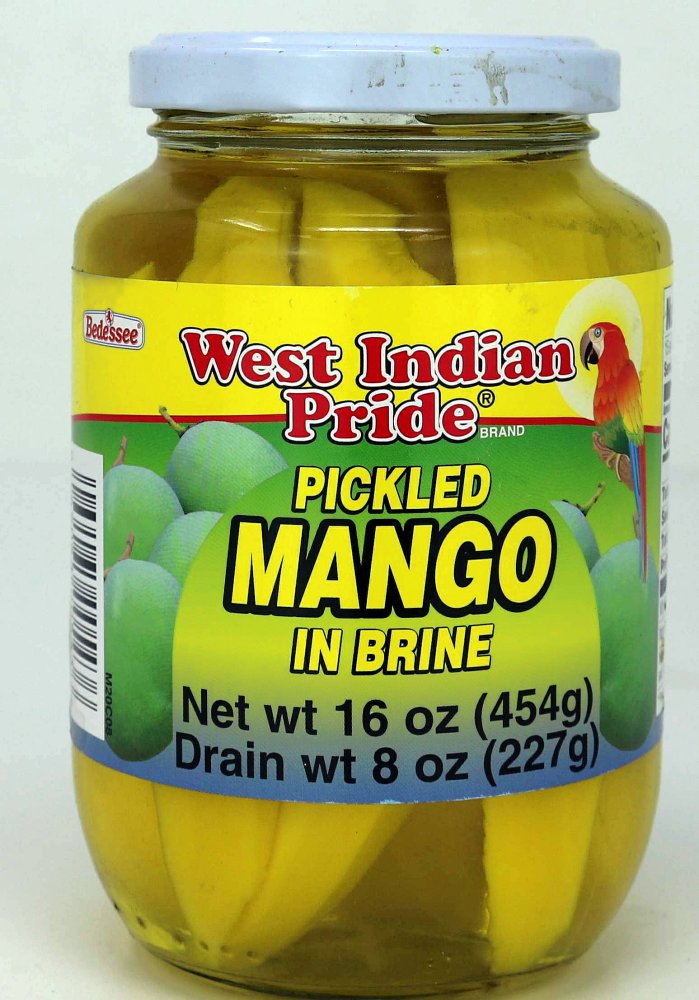 Bedessee®
West Indian
Pride®
BRAND
PICKLED
MANGO
IN BRINE
Net wt 16 oz (454g)
Drain wt 8 oz (227g)